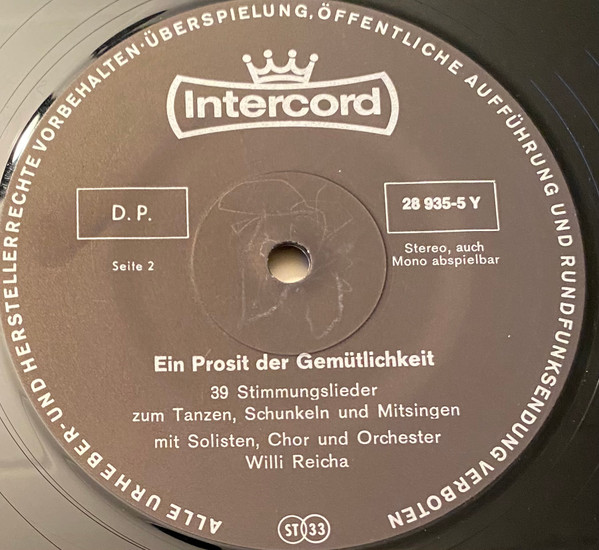 ALLE URHEBER- UND HERSTELLERRECHTE VORBEHALTEN · ÜBERSPIELUNG, ÖFFENTLICHE AUFFÜHRUNG UND RUNDFUNKSENDUNG VERBOTEN
Intercord
D. P.
28 935-5 Y
Seite 2
Stereo, auch
Mono abspielbar
Ein Prosit der Gemütlichkeit
39 Stimmungslieder
zum Tanzen, Schunkeln und Mitsingen
mit Solisten, Chor und Orchester
Willi Reicha
ST 33